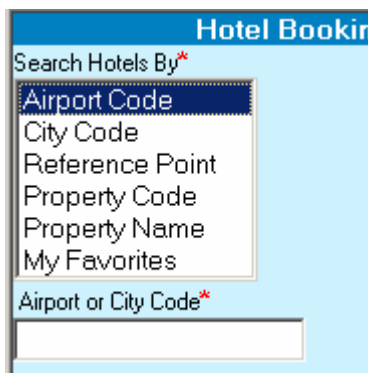 Hotel Bookin
Search Hotels By*
Airport Code
City Code
Reference Point
Property Code
Property Name
My Favorites
Airport or City Code*